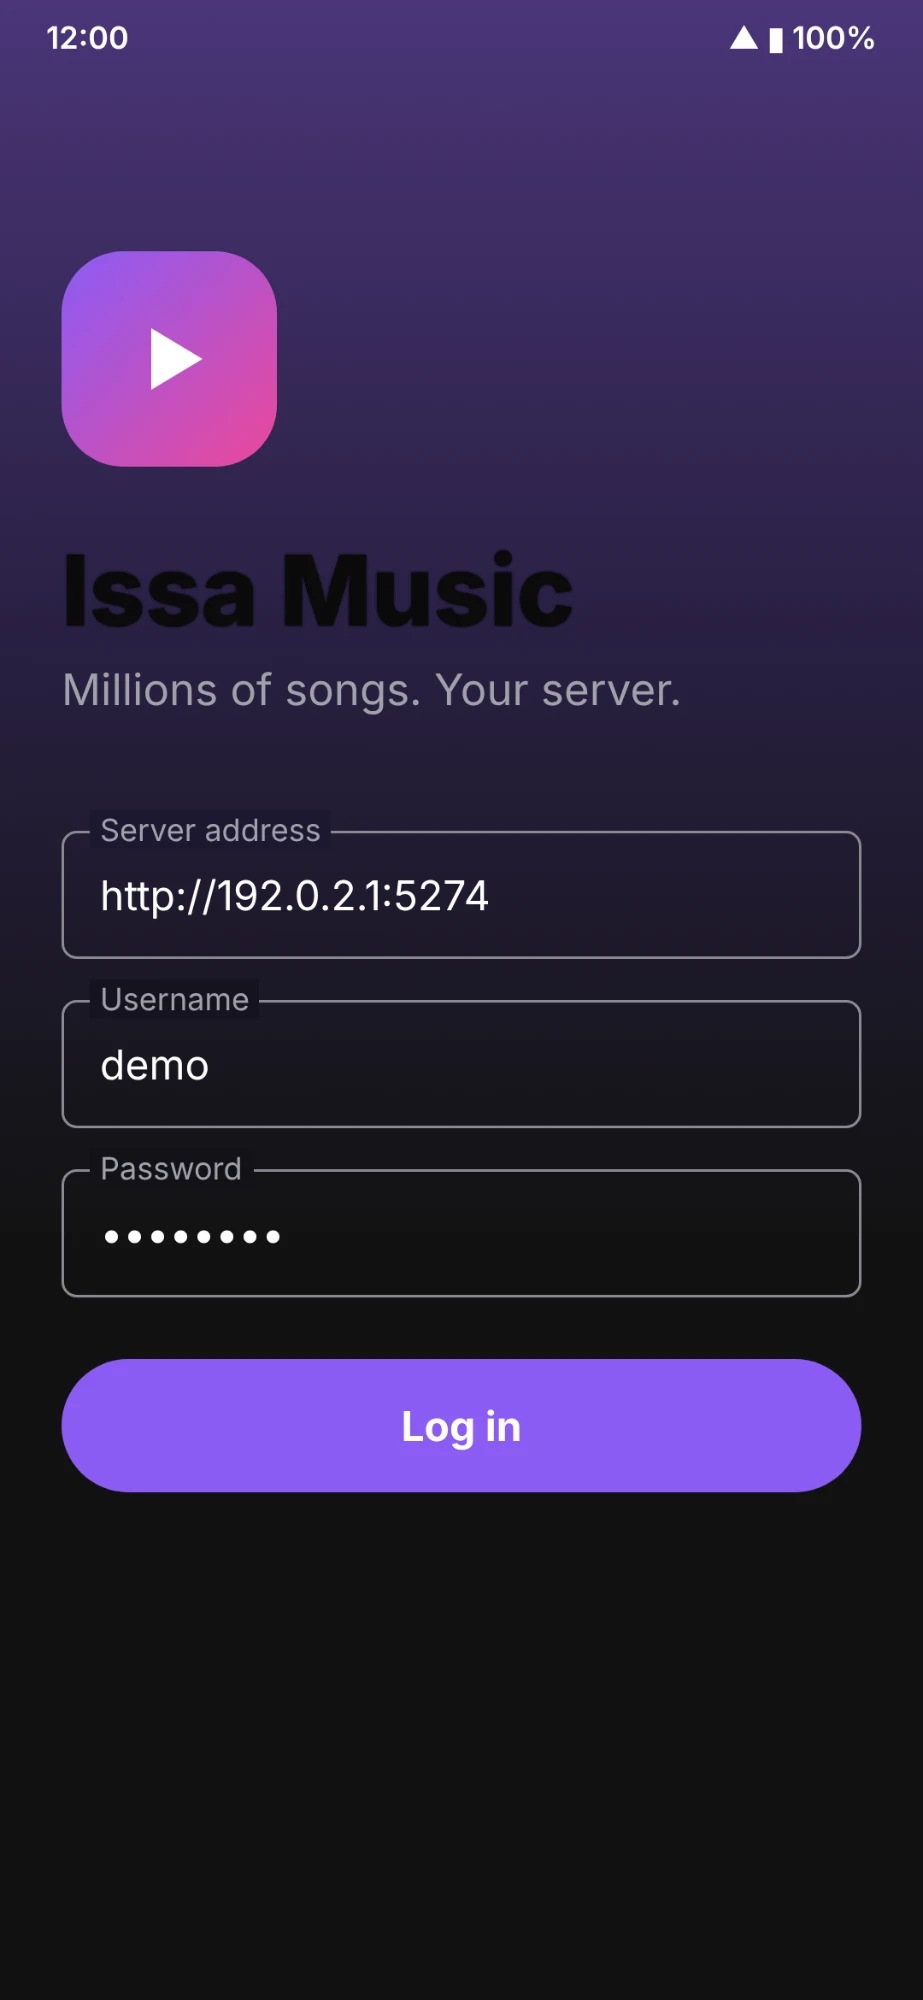 12:00
100%
Issa Music
Millions of songs. Your server.
Server address
http://192.0.2.1:5274
Username
demo
Password
••••••••
Log in